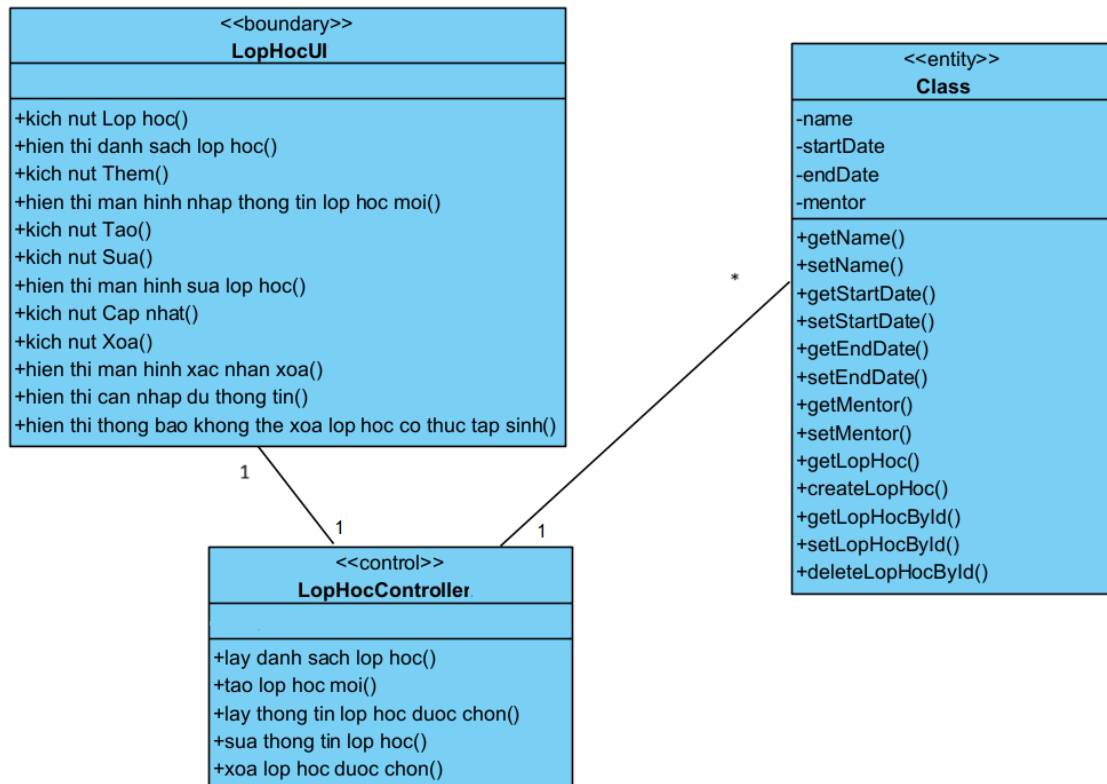 <<boundary>>
LopHocUI
+kich nut Lop hoc()
+hien thi danh sach lop hoc()
+kich nut Them()
+hien thi man hinh nhap thong tin lop hoc moi()
+kich nut Tao()
+kich nut Sua()
+hien thi man hinh sua lop hoc()
+kich nut Cap nhat()
+kich nut Xoa()
+hien thi man hinh xac nhan xoa()
+hien thi can nhap du thong tin()
+hien thi thong bao khong the xoa lop hoc co thuc tap sinh()
<<entity>>
Class
-name
-startDate
-endDate
-mentor
+getName()
+setName()
+getStartDate()
+setStartDate()
+getEndDate()
+setEndDate()
+getMentor()
+setMentor()
+getLopHoc()
+createLopHoc()
+getLopHocById()
+setLopHocById()
+deleteLopHocById()
*
1
1
1
<<control>>
LopHocController
+lay danh sach lop hoc()
+tao lop hoc moi()
+lay thong tin lop hoc duoc chon()
+sua thong tin lop hoc()
+xoa lop hoc duoc chon()